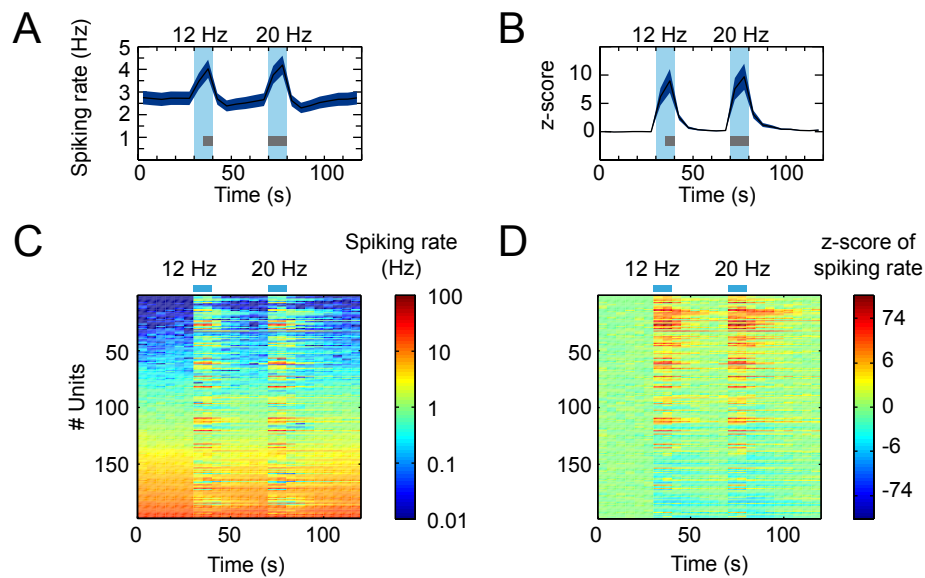 A
12 Hz 20 Hz
Spiking rate (Hz)
5
4
3
2
1
0 50 100
Time (s)
B
12 Hz 20 Hz
z-score
10
5
0
0 50 100
Time (s)
C
12 Hz 20 Hz
Spiking rate
(Hz)
# Units
50
100
150
0 50 100
Time (s)
100
10
1
0.1
0.01
D
12 Hz 20 Hz
z-score of
spiking rate
50
100
150
0 50 100
Time (s)
74
6
0
-6
-74